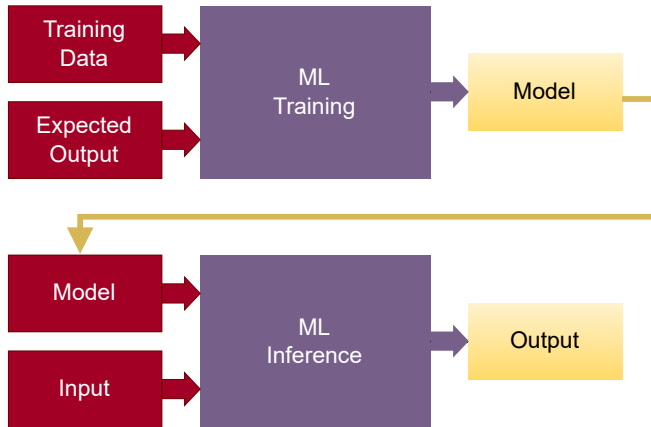 Training
Data
Expected
Output
ML
Training
Model
Model
Input
ML
Inference
Output